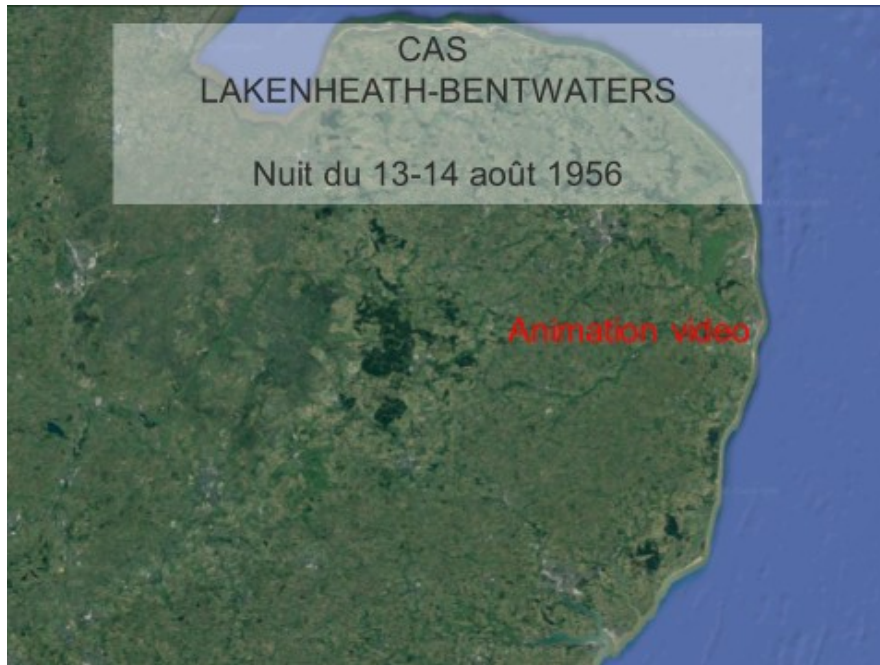 CAS
LAKENHEATH-BENTWATERS
Nuit du 13-14 août 1956
Animation video